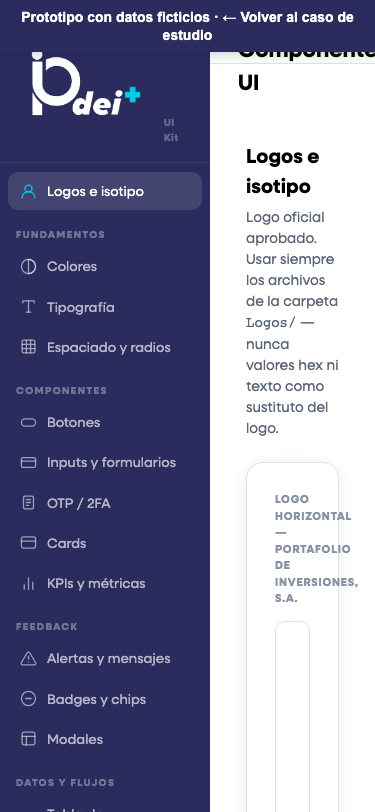 Prototipo con datos ficticios · ← Volver al caso de
estudio
pdei+
UI
Kit
Logos e isotipo
FUNDAMENTOS
Colores
Tipografía
Espaciado y radios
COMPONENTES
Botones
Inputs y formularios
OTP / 2FA
Cards
KPIs y métricas
FEEDBACK
Alertas y mensajes
Badges y chips
Modales
DATOS Y FLUJOS
UI
Logos e
isotipo
Logo oficial
aprobado.
Usar siempre
los archivos
de la carpeta
Logos/ —
nunca
valores hex ni
texto como
sustituto del
logo.
LOGO
HORIZONTAL
—
PORTAFOLIO
DE
INVERSIONES,
S.A.